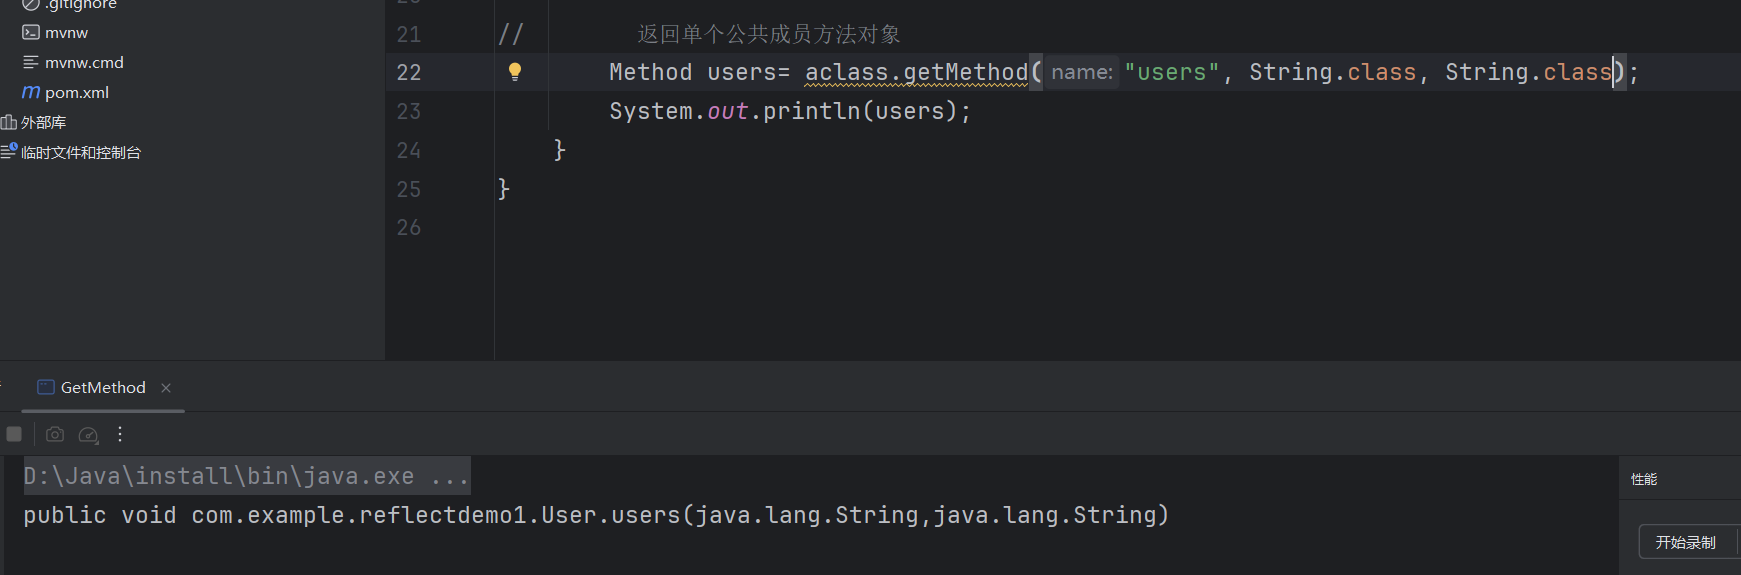 .gitignore
mvnw
mvnw.cmd
pom.xml
外部库
临时文件和控制台
21 // 返回单个公共成员方法对象
22 Method users= aclass.getMethod( name: "users", String.class, String.class);
23 System.out.println(users);
24 }
25 }
26
GetMethod
D:\Java\install\bin\java.exe ...
public void com.example.reflectdemo1.User.users(java.lang.String,java.lang.String)
性能
开始录制